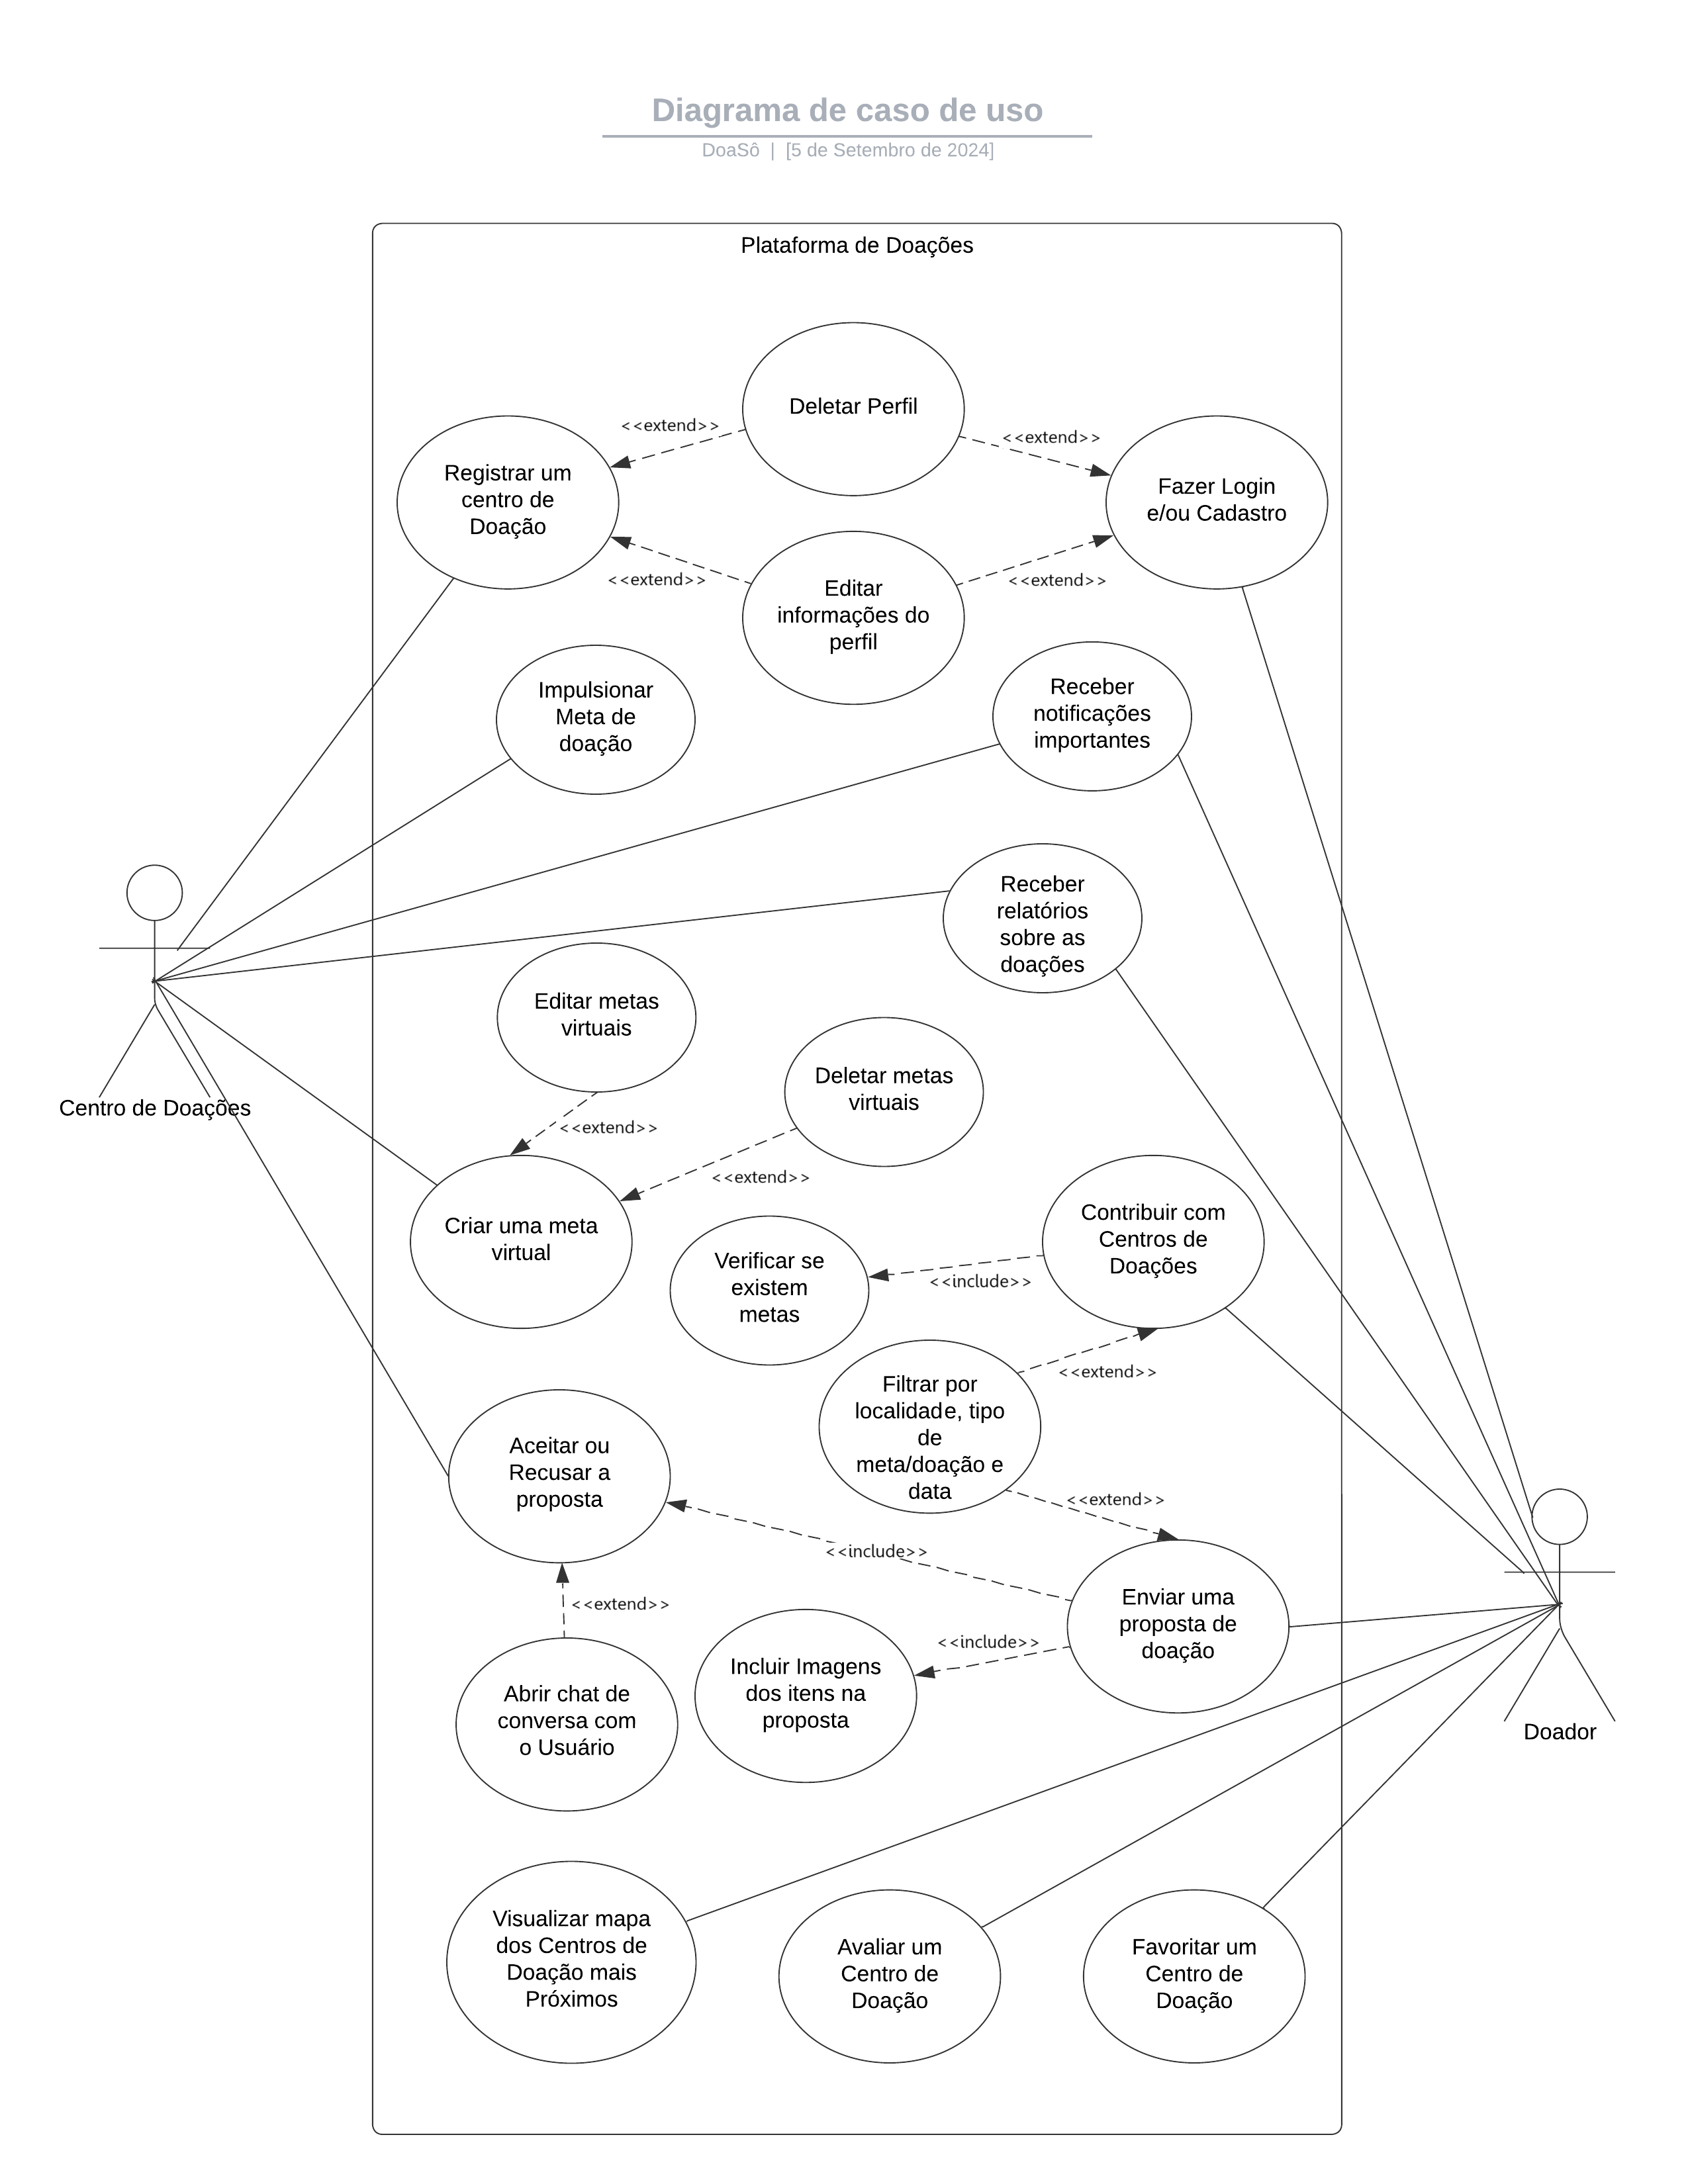 Diagrama de caso de uso
DoaSô | [5 de Setembro de 2024]
Plataforma de Doações
Deletar Perfil
<<extend>>
<<extend>>
Registrar um
centro de
Doação
Fazer Login
e/ou Cadastro
<<extend>>
<<extend>>
Editar
informações do
perfil
Impulsionar
Meta de
doação
Receber
notificações
importantes
Receber
relatórios
sobre as
doações
Centro de Doações
Editar metas
virtuais
Deletar metas
virtuais
<<extend>>
<<extend>>
Criar uma meta
virtual
Contribuir com
Centros de
Doações
Verificar se
existem
metas
<<include>>
<<extend>>
Filtrar por
localidade, tipo
de
meta/doação e
data
Aceitar ou
Recusar a
proposta
<<extend>>
<<include>>
<<extend>>
Enviar uma
proposta de
doação
<<include>>
Incluir Imagens
dos itens na
proposta
Abrir chat de
conversa com
o Usuário
Doador
Visualizar mapa
dos Centros de
Doação mais
Próximos
Avaliar um
Centro de
Doação
Favoritar um
Centro de
Doação